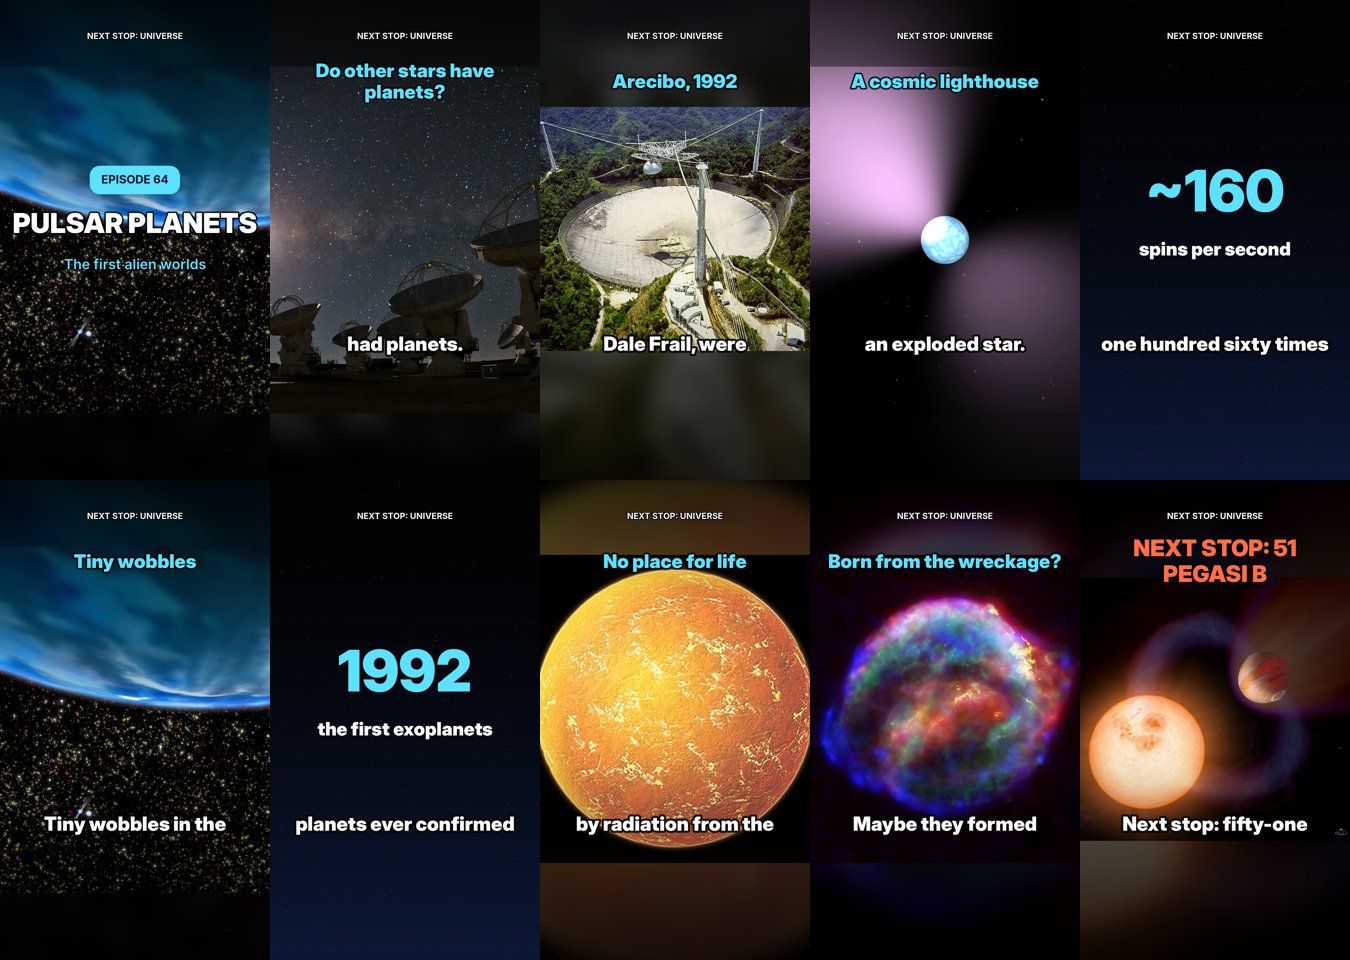 NEXT STOP: UNIVERSE
EPISODE 64
PULSAR PLANETS
The first alien worlds
NEXT STOP: UNIVERSE
Do other stars have
planets?
had planets.
NEXT STOP: UNIVERSE
Arecibo, 1992
Dale Frail, were
NEXT STOP: UNIVERSE
A cosmic lighthouse
an exploded star.
NEXT STOP: UNIVERSE
~160
spins per second
one hundred sixty times
NEXT STOP: UNIVERSE
Tiny wobbles
Tiny wobbles in the
NEXT STOP: UNIVERSE
1992
the first exoplanets
planets ever confirmed
NEXT STOP: UNIVERSE
No place for life
by radiation from the
NEXT STOP: UNIVERSE
Born from the wreckage?
Maybe they formed
NEXT STOP: UNIVERSE
NEXT STOP: 51
PEGASI B
Next stop: fifty-one